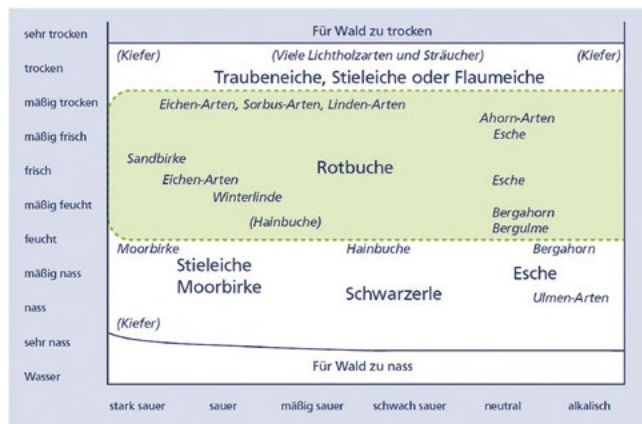 sehr trocken
Für Wald zu trocken
(Kiefer) (Viele Lichtholzarten und Sträucher) (Kiefer)
trocken
Traubeneiche, Stieleiche oder Flaumeiche
mäßig trocken
Eichen-Arten, Sorbus-Arten, Linden-Arten
Ahorn-Arten
mäßig frisch
Esche
Sandbirke
frisch
Rotbuche
Eichen-Arten
Esche
Winterlinde
mäßig feucht
(Hainbuche)
Bergahorn
Bergulme
feucht
Moorbirke Hainbuche Bergahorn
mäßig nass
Stieleiche
Esche
Moorbirke
Schwarzerle
Ulmen-Arten
nass
(Kiefer)
sehr nass
Für Wald zu nass
Wasser
stark sauer sauer mäßig sauer schwach sauer neutral alkalisch